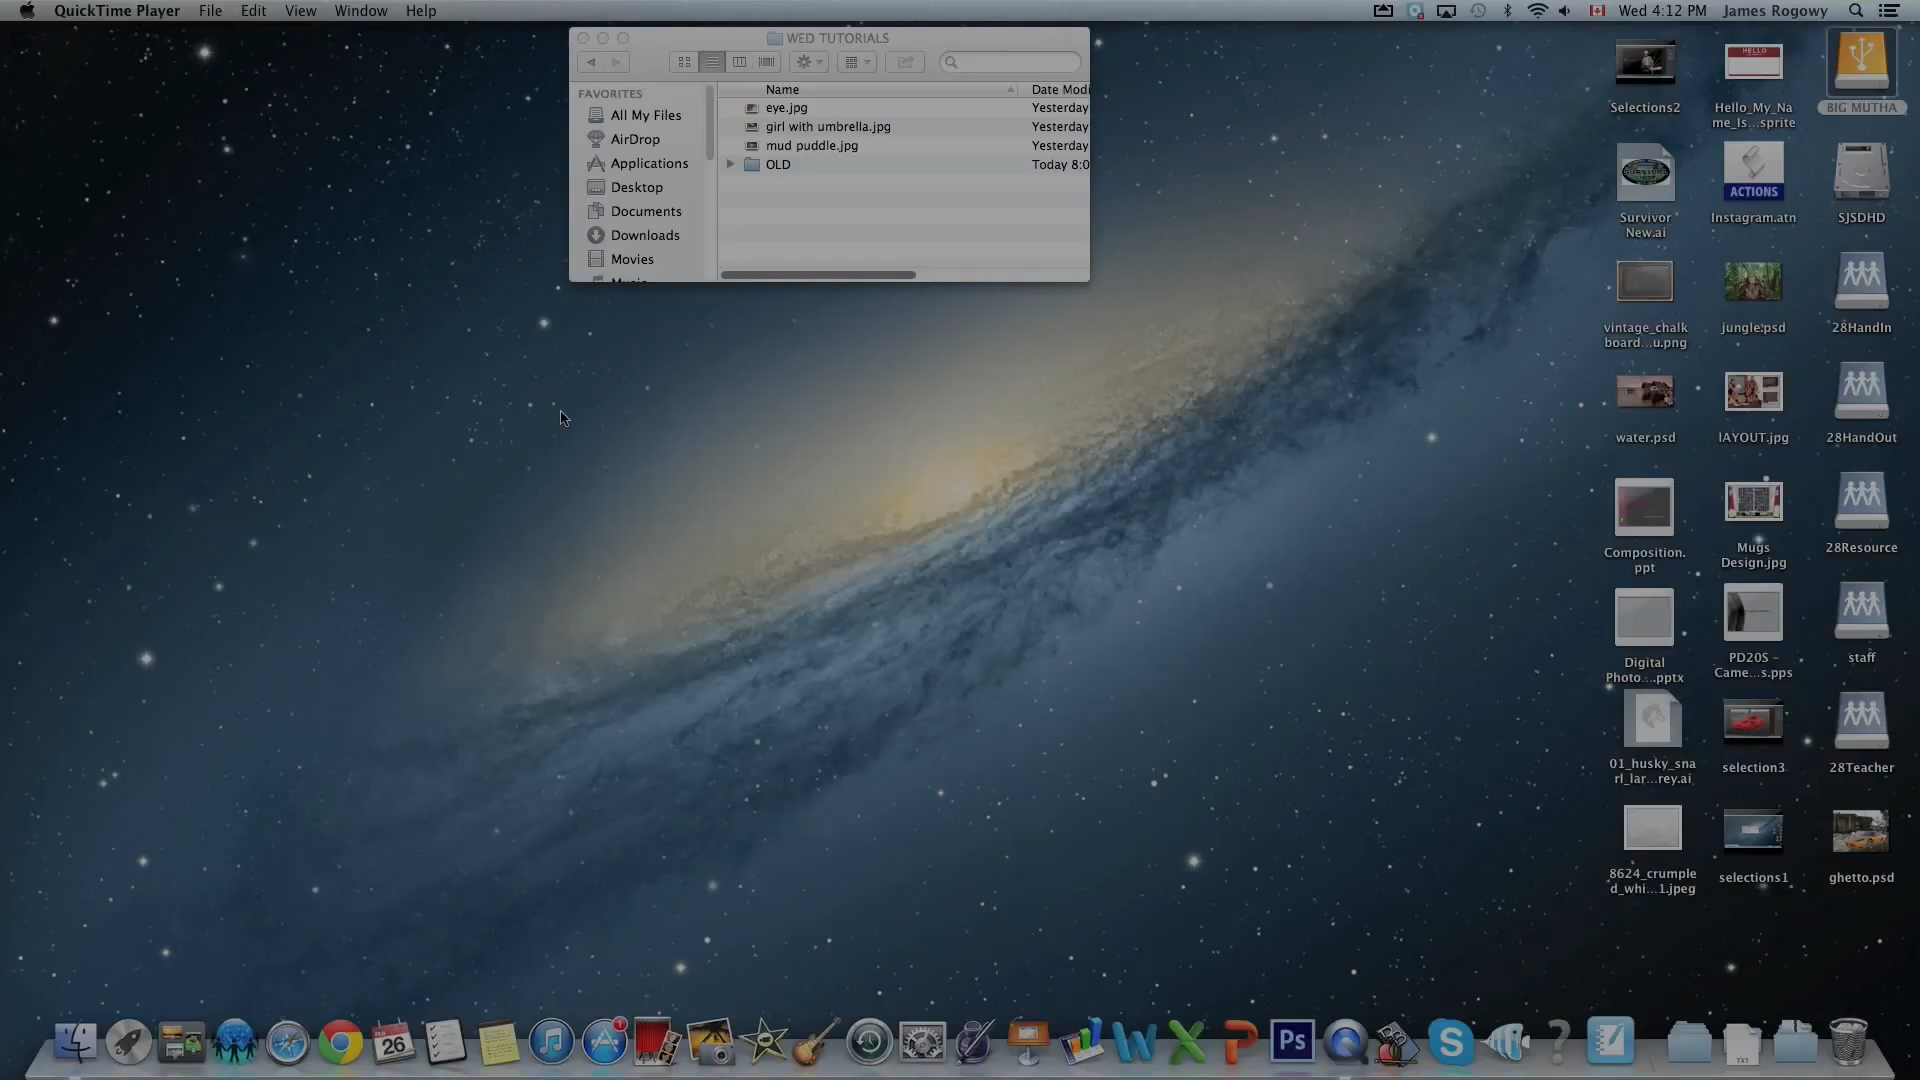 QuickTime Player File Edit View Window Help
Wed 4:12 PM James Rogowy
WED TUTORIALS
FAVORITES
All My Files
AirDrop
Applications
Desktop
Documents
Downloads
Movies
Name Date Modi
eye.jpg Yesterday
girl with umbrella.jpg Yesterday
mud puddle.jpg Yesterday
OLD Today 8:0
Selections2
HELLO
Hello_My_Na
me_Is...sprite
BIG MUTHA
SURVIVOR
Survivor
New.ai
ACTIONS
Instagram.atn
SJSDHD
vintage_chalk
board...u.png
jungle.psd
28HandIn
water.psd
lAYOUT.jpg
28HandOut
Composition.
ppt
Mugs
Design.jpg
28Resource
Digital
Photo....pptx
PD20S -
Came...s.pps
staff
01_husky_sna
rl_lar...rey.ai
selection3
28Teacher
8624_crumple
d_whi...1.jpeg
selections1
ghetto.psd
26
1
Ps
TXT